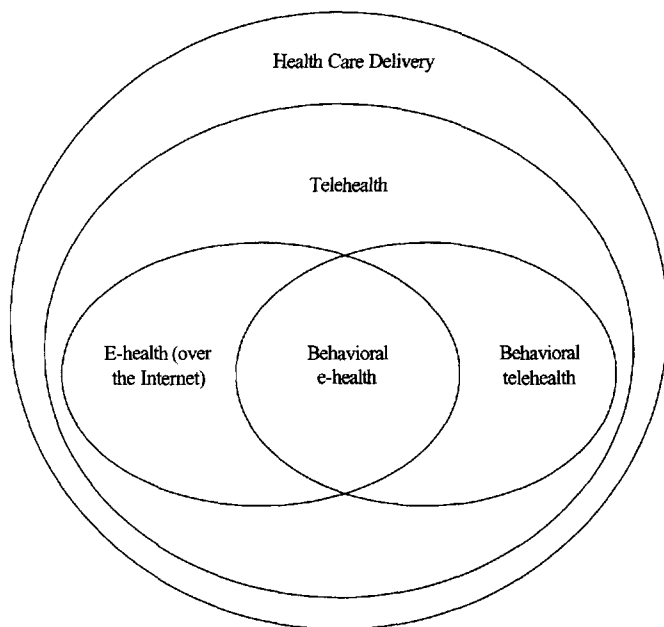 Health Care Delivery
Telehealth
E-health (over
the Internet)
Behavioral
e-health
Behavioral
telehealth